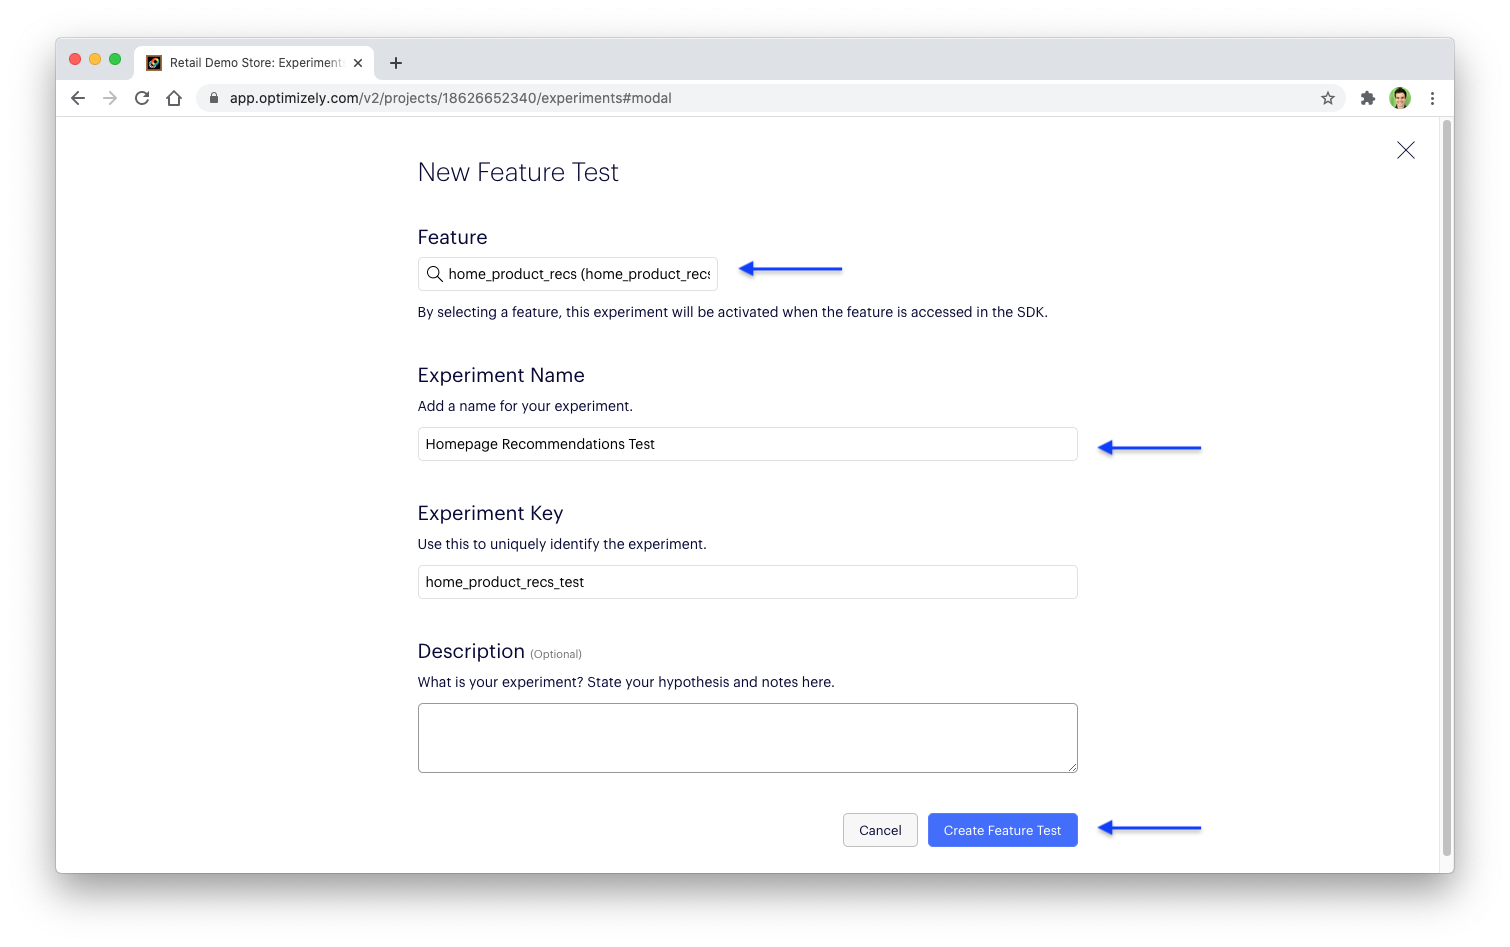 Retail Demo Store: Experiment
app.optimizely.com/v2/projects/18626652340/experiments#modal
New Feature Test
Feature
home_product_recs (home_product_recs
By selecting a feature, this experiment will be activated when the feature is accessed in the SDK.
Experiment Name
Add a name for your experiment.
Homepage Recommendations Test
Experiment Key
Use this to uniquely identify the experiment.
home_product_recs_test
Description (Optional)
What is your experiment? State your hypothesis and notes here.
Cancel
Create Feature Test